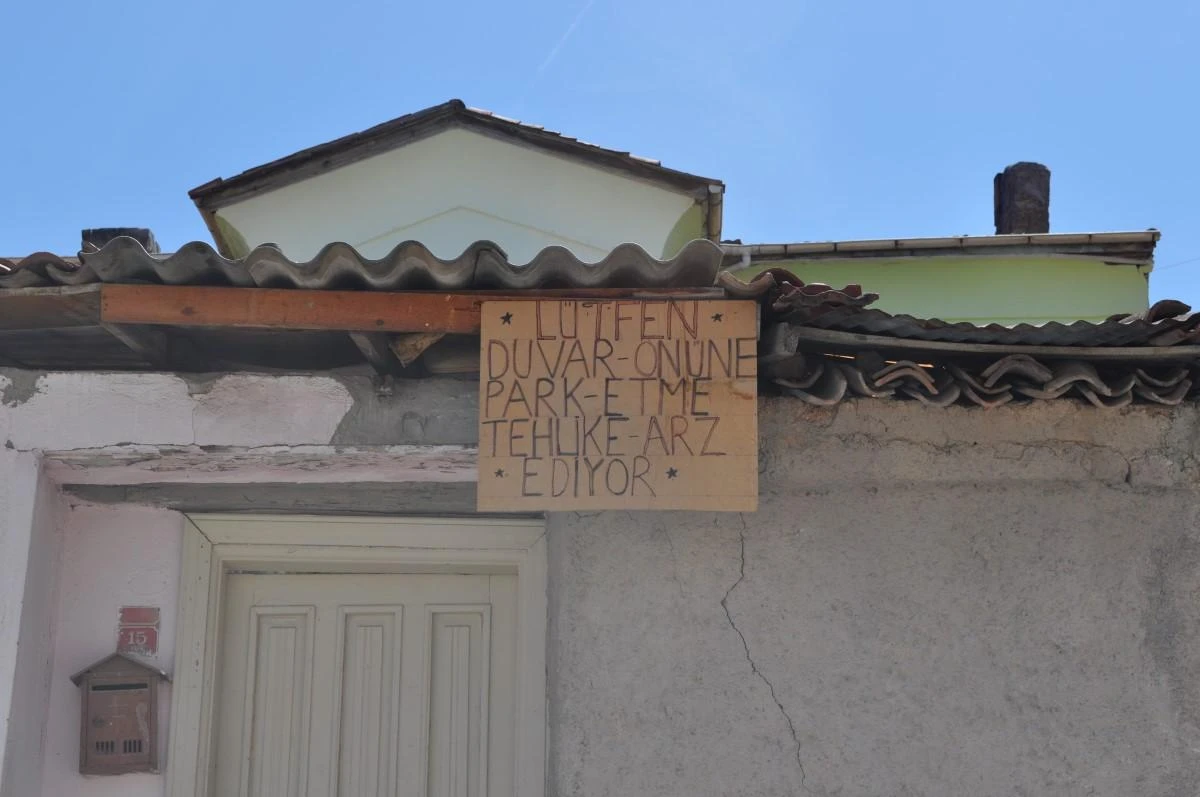 LÜTFEN
DUVAR-ÖNÜNE
PARK-ETME
TEHLİKE-ARZ
EDİYOR
15